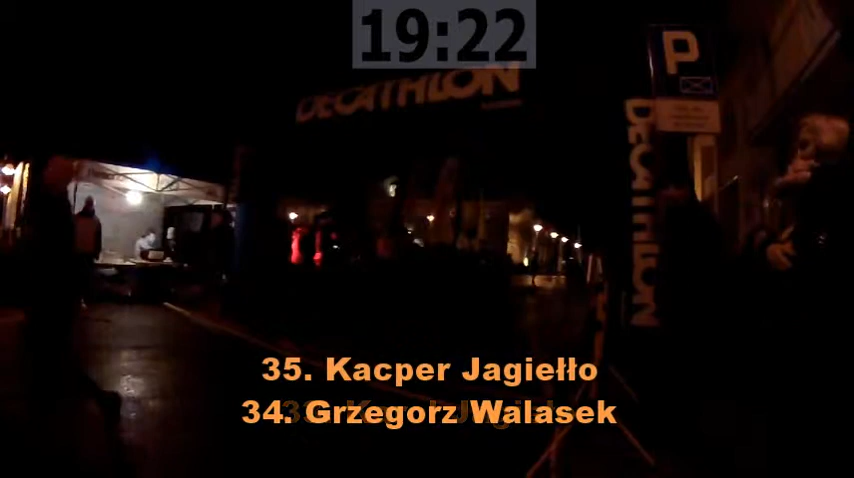 19:22
DECATHLON
P
DECATHLON
35. Kacper Jagiełło
34. Grzegorz Walasek